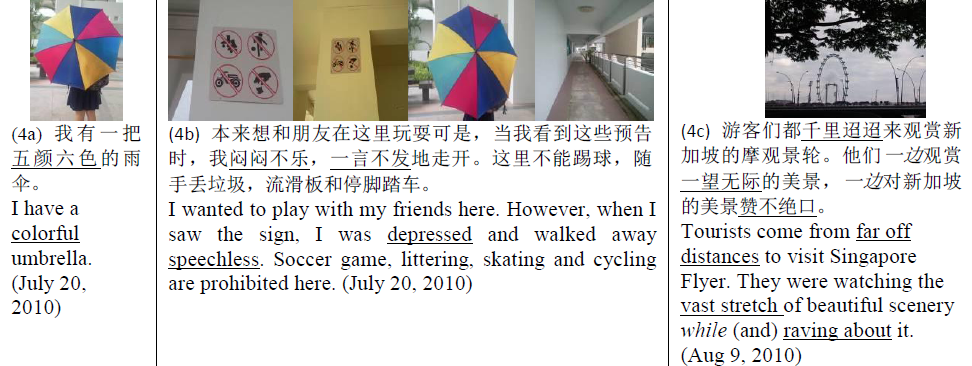 (4a) 我有一把
五颜六色的雨
伞。
I have a
colorful
umbrella.
(July 20,
2010)
(4b) 本来想和朋友在这里玩耍可是，当我看到这些预告
时，我闷闷不乐，一言不发地走开。这里不能踢球，随
手丢垃圾，流滑板和停脚踏车。
I wanted to play with my friends here. However, when I
saw the sign, I was depressed and walked away
speechless. Soccer game, littering, skating and cycling
are prohibited here. (July 20, 2010)
(4c) 游客们都千里迢迢来观赏新
加坡的摩观景轮。他们一边观赏
一望无际的美景，一边对新加坡
的美景赞不绝口。
Tourists come from far off
distances to visit Singapore
Flyer. They were watching the
vast stretch of beautiful scenery
while (and) raving about it.
(Aug 9, 2010)